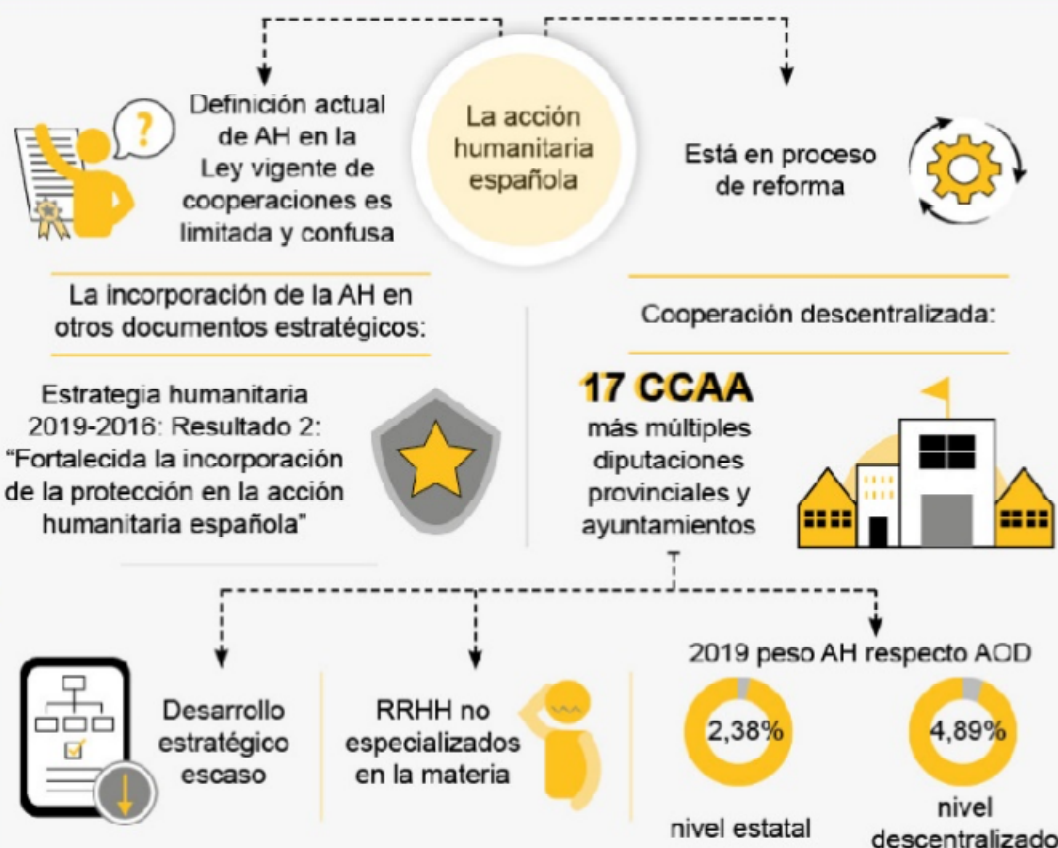 La acción
humanitaria
española
Definición actual
de AH en la
Ley vigente de
cooperaciones es
limitada y confusa
?
Está en proceso
de reforma
La incorporación de la AH en
otros documentos estratégicos:
Estrategia humanitaria
2019-2016: Resultado 2:
“Fortalecida la incorporación
de la protección en la acción
humanitaria española”
Cooperación descentralizada:
17 CCAA
más múltiples
diputaciones
provinciales y
ayuntamientos
Desarrollo
estratégico
escaso
RRHH no
especializados
en la materia
2019 peso AH respecto AOD
2,38%
nivel estatal
4,89%
nivel
descentralizado